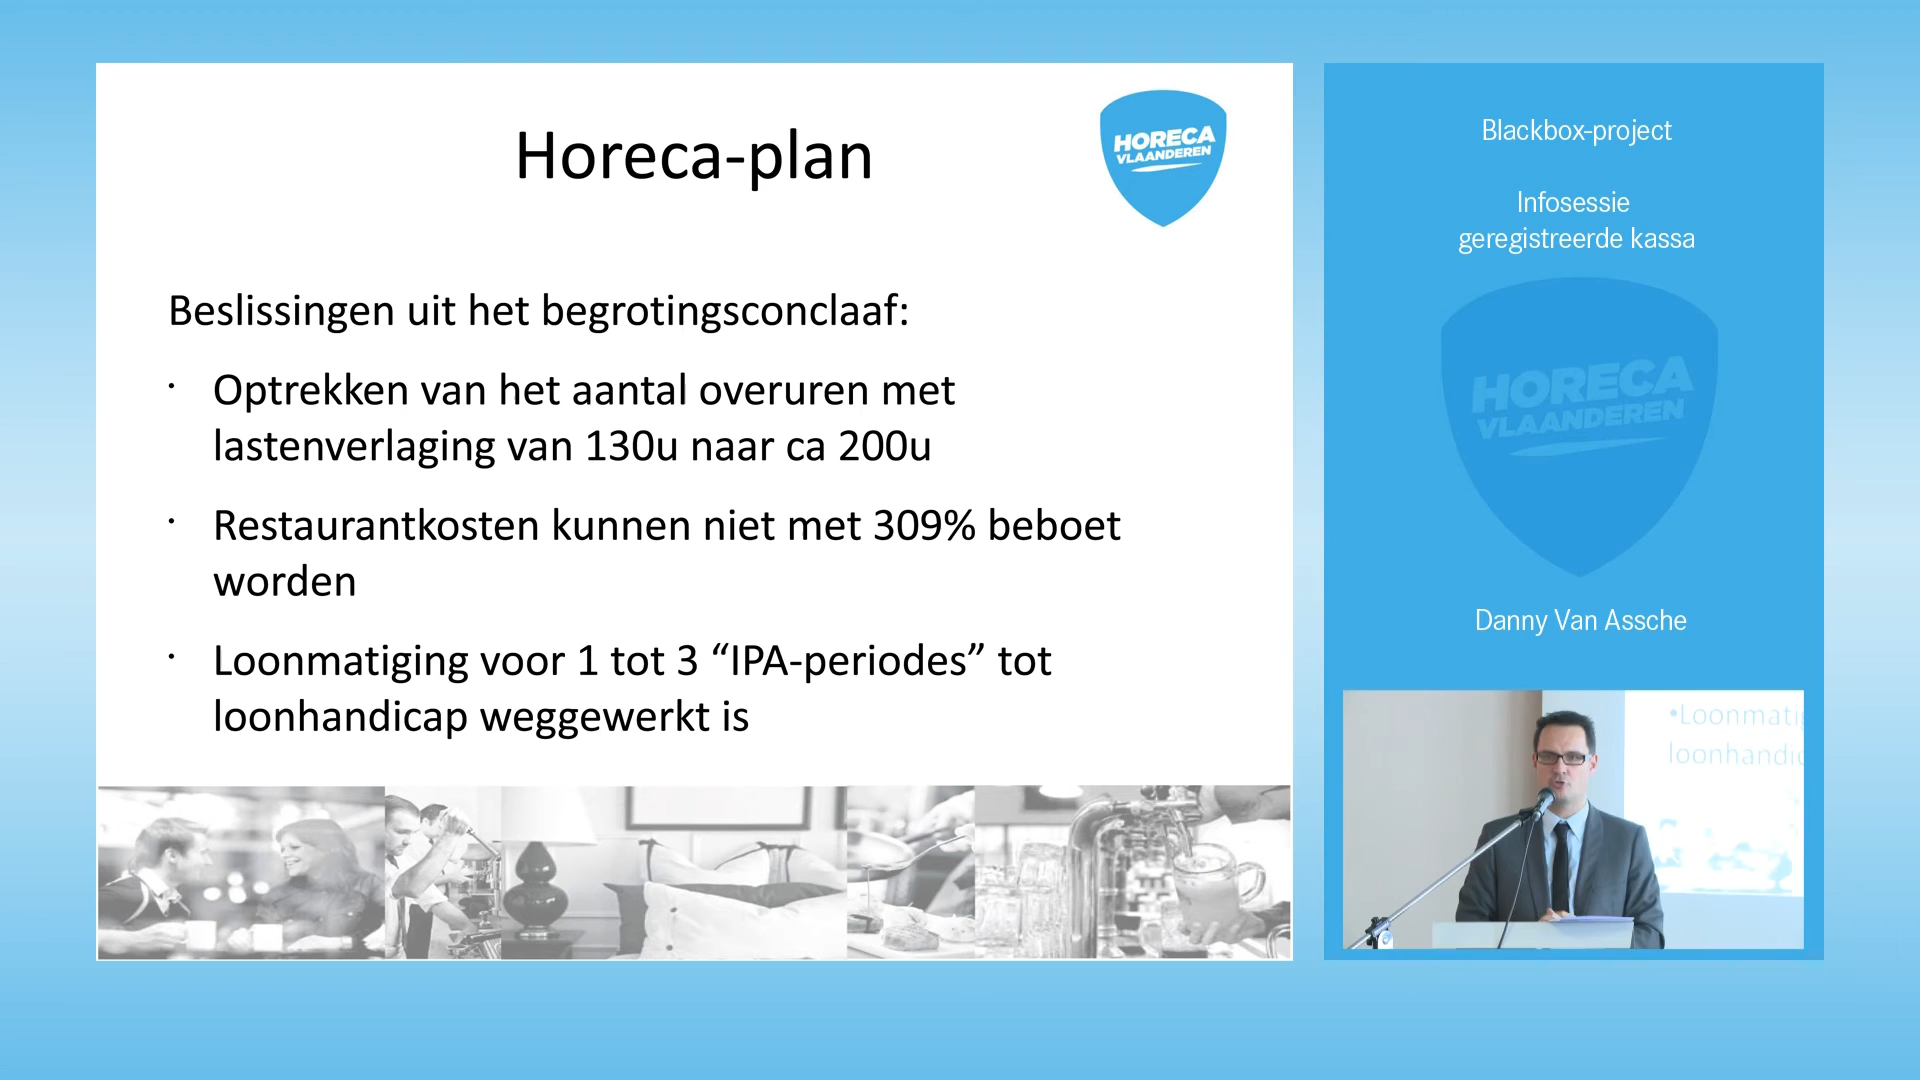 Horeca-plan
HORECA
VLAANDEREN
Beslissingen uit het begrotingsconclaaf:
· Optrekken van het aantal overuren met
lastenverlaging van 130u naar ca 200u
· Restaurantkosten kunnen niet met 309% beboet
worden
· Loonmatiging voor 1 tot 3 “IPA-periodes” tot
loonhandicap weggewerkt is
Blackbox-project
Infosessie
geregistreerde kassa
HORECA
VLAANDEREN
Danny Van Assche
•Loonmati
loonhandic